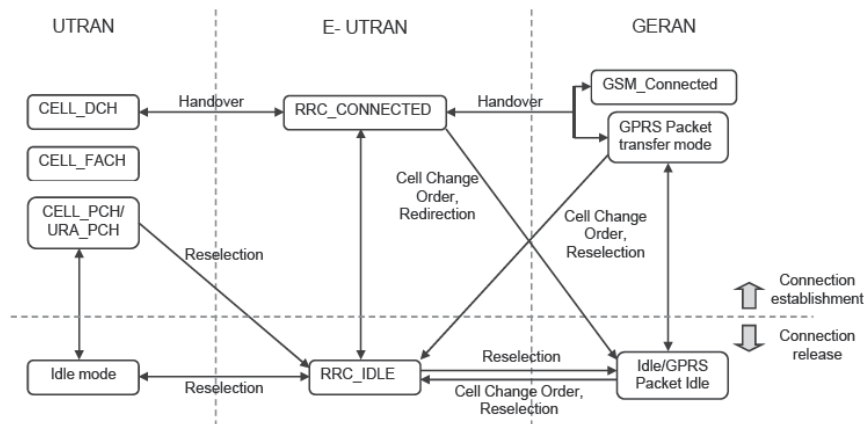 UTRAN
E- UTRAN
GERAN
CELL_DCH
Handover
RRC_CONNECTED
Handover
GSM_Connected
GPRS Packet
transfer mode
CELL_FACH
CELL_PCH/
URA_PCH
Reselection
Cell Change
Order,
Redirection
Cell Change
Order,
Reselection
Connection
establishment
Connection
release
Idle mode
Reselection
RRC_IDLE
Reselection
Cell Change Order,
Reselection
Idle/GPRS
Packet Idle